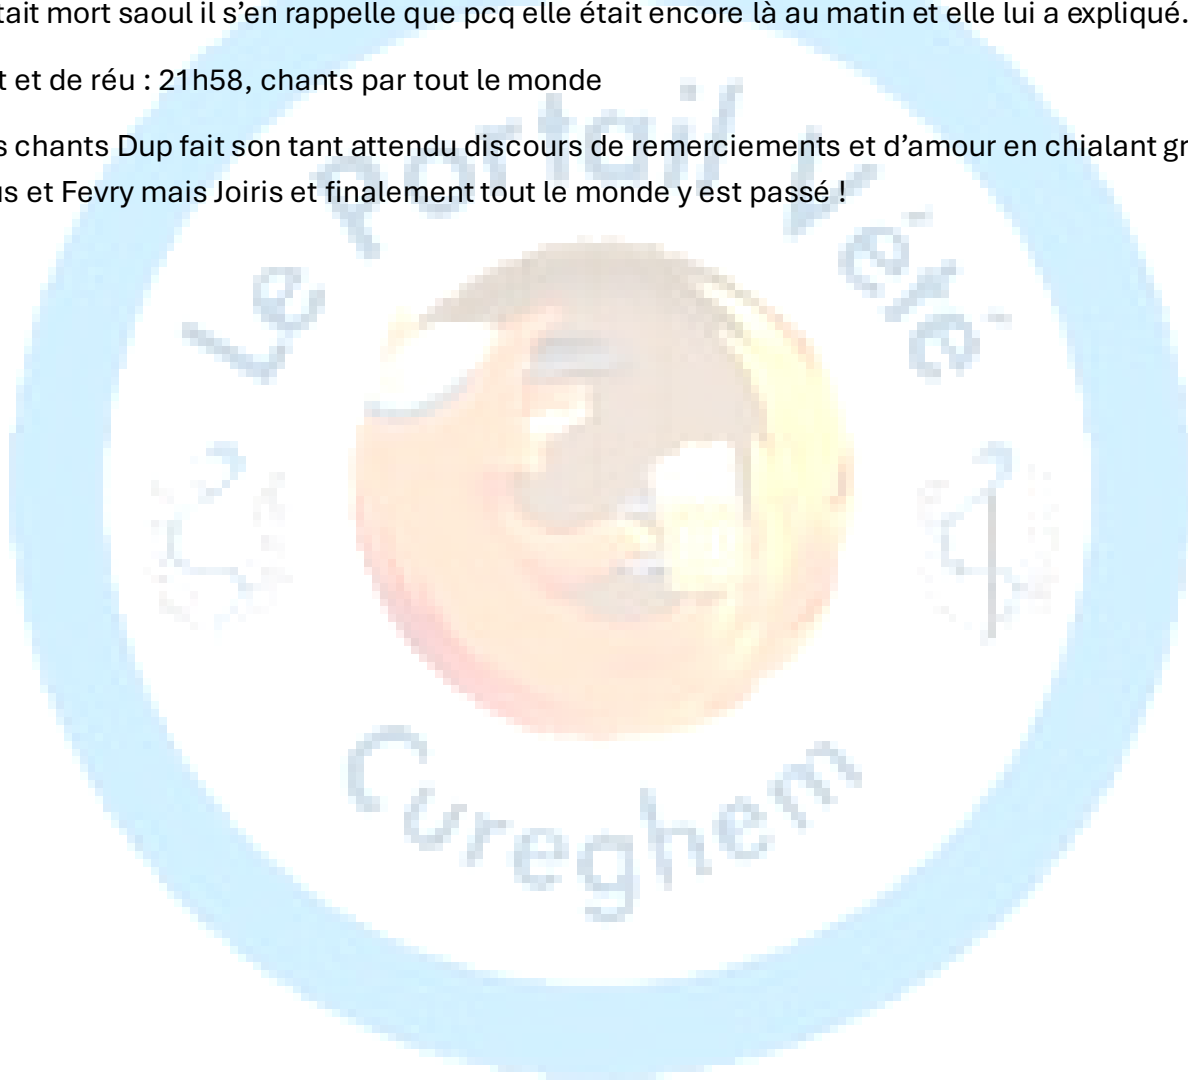 tait mort saoul il s’en rappelle que pcq elle était encore là au matin et elle lui a expliqué.
t et de réu : 21h58, chants par tout le monde
s chants Dup fait son tant attendu discours de remerciements et d’amour en chialant gr
us et Fevry mais Joiris et finalement tout le monde y est passé !
Le Portail Vété
Cureghem